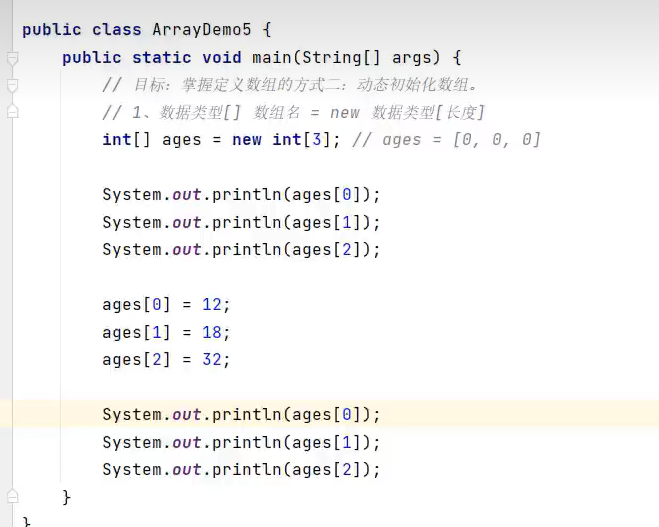 public class ArrayDemo5 {
public static void main(String[] args) {
// 目标：掌握定义数组的方式二：动态初始化数组。
// 1、数据类型[] 数组名 = new 数据类型[长度]
int[] ages = new int[3]; // ages = [0, 0, 0]
System.out.println(ages[0]);
System.out.println(ages[1]);
System.out.println(ages[2]);
ages[0] = 12;
ages[1] = 18;
ages[2] = 32;
System.out.println(ages[0]);
System.out.println(ages[1]);
System.out.println(ages[2]);
}
}